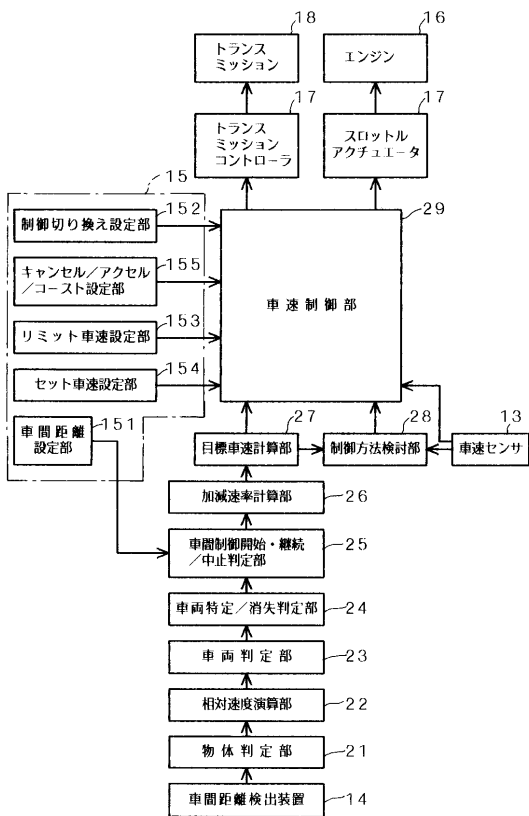 18
トランス
ミッション
16
エンジン
17
トランス
ミッション
コントローラ
17
スロットル
アクチュエータ
15
152
制御切り換え設定部
155
キャンセル／アクセル
／コースト設定部
153
リミット車速設定部
154
セット車速設定部
151
車間距離
設定部
29
車速制御部
27
目標車速計算部
28
制御方法検討部
13
車速センサ
加減速率計算部
26
車間制御開始・継続
／中止判定部
25
車両特定／消失判定部
24
車両判定部
23
相対速度演算部
22
物体判定部
21
車間距離検出装置
14